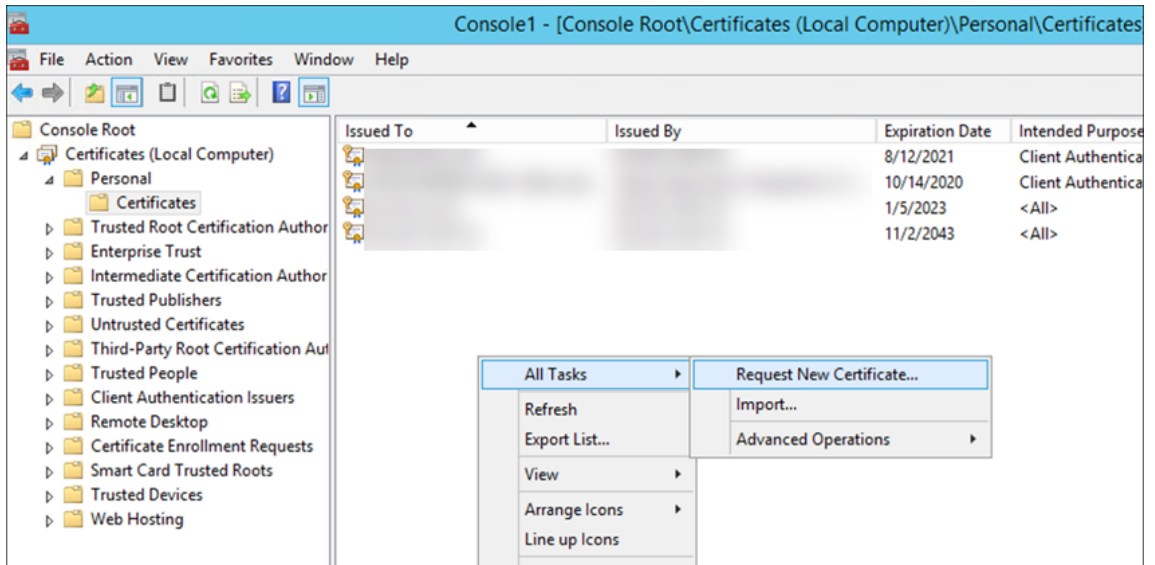 Console1 - [Console Root\Certificates (Local Computer)\Personal\Certificates]
File Action View Favorites Window Help
Console Root
Certificates (Local Computer)
Personal
Certificates
Trusted Root Certification Author
Enterprise Trust
Intermediate Certification Author
Trusted Publishers
Untrusted Certificates
Third-Party Root Certification Aut
Trusted People
Client Authentication Issuers
Remote Desktop
Certificate Enrollment Requests
Smart Card Trusted Roots
Trusted Devices
Web Hosting
Issued To Issued By Expiration Date Intended Purpose
8/12/2021 Client Authentica
10/14/2020 Client Authentica
1/5/2023 <All>
11/2/2043 <All>
All Tasks
Refresh
Export List...
View
Arrange Icons
Line up Icons
Request New Certificate...
Import...
Advanced Operations